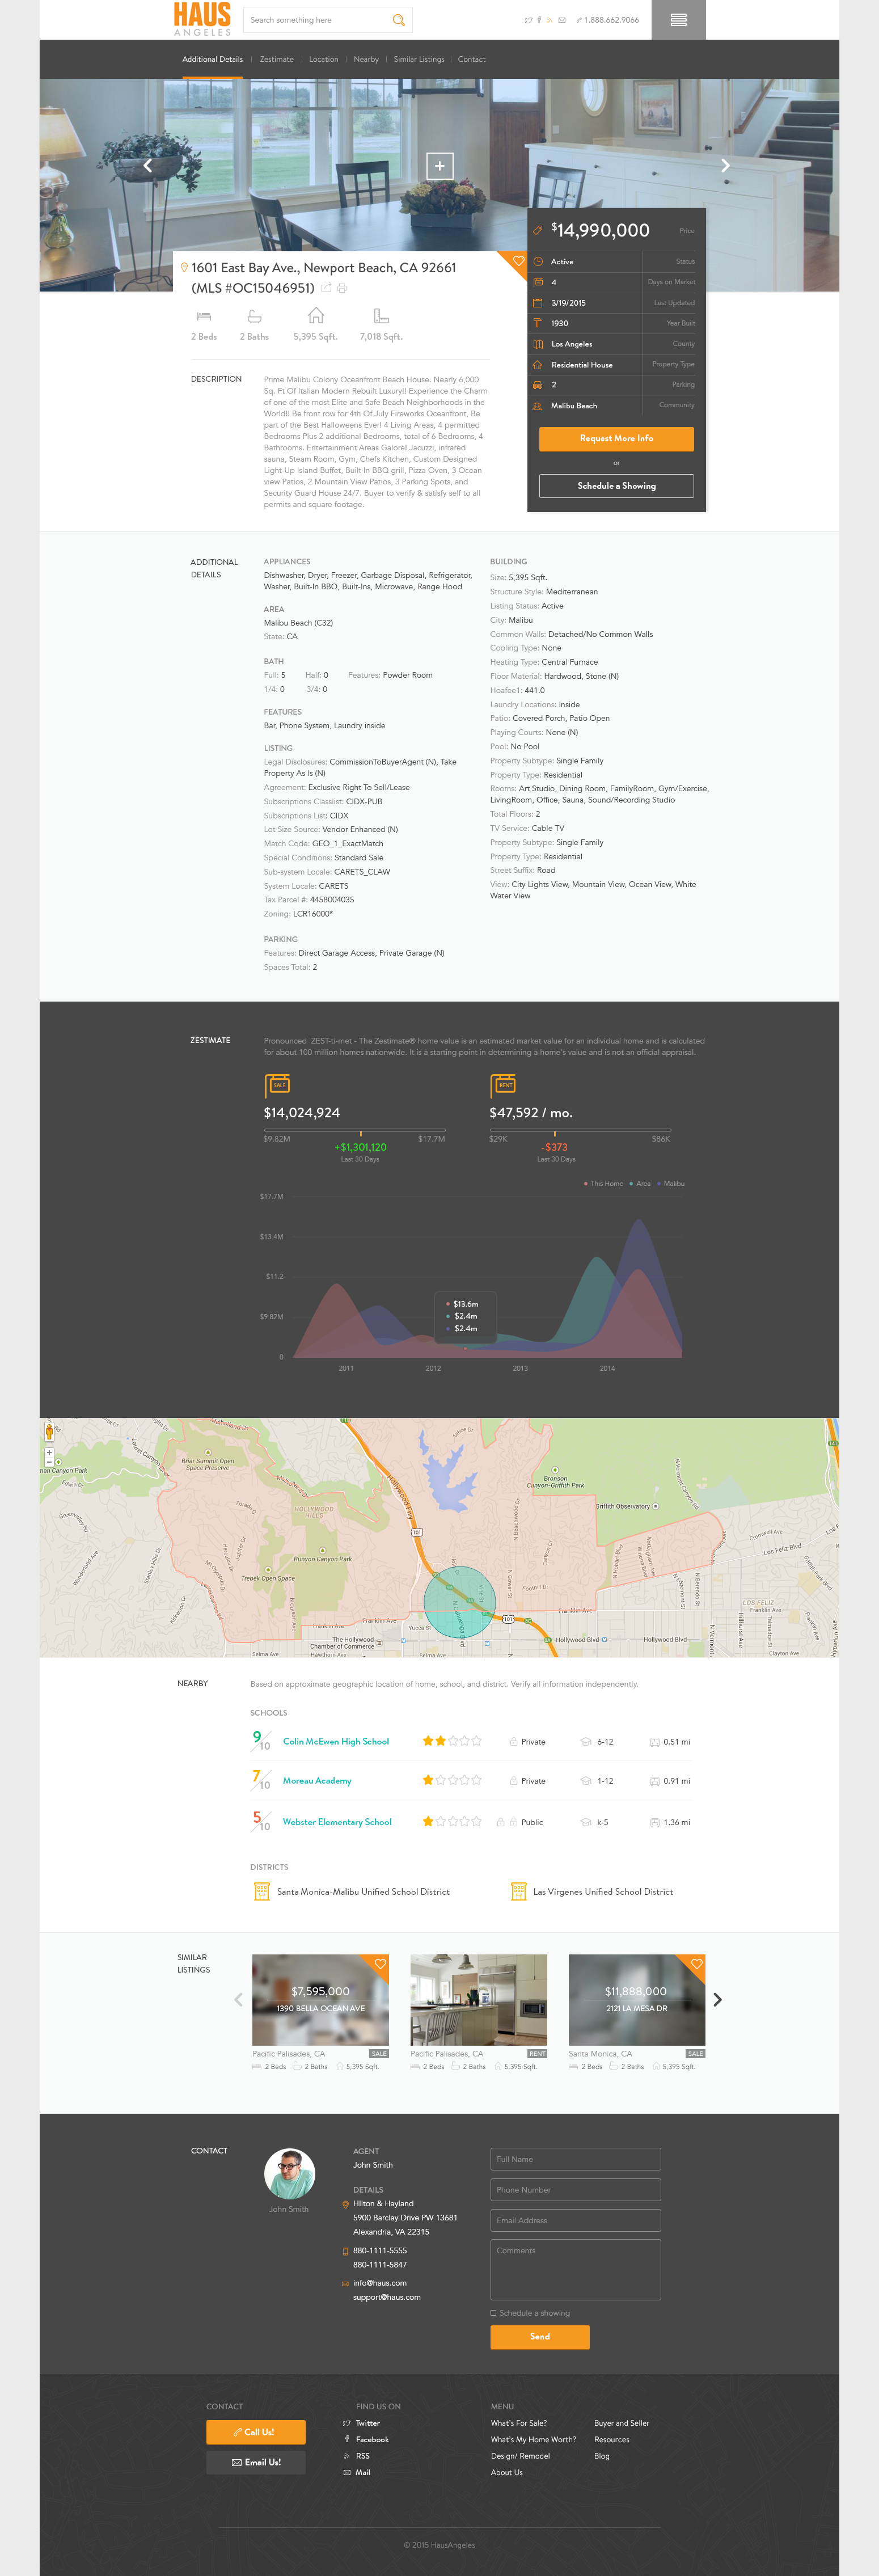 HAUS
ANGELES
Search something here
1.888.662.9066
Additional Details
Zestimate
Location
Nearby
Similar Listings
Contact
$14,990,000 Price
Active Status
4 Days on Market
3/19/2015 Last Updated
1930 Year Built
Los Angeles County
Residential House Property Type
2 Parking
Malibu Beach Community
Request More Info
or
Schedule a Showing
1601 East Bay Ave., Newport Beach, CA 92661
(MLS #OC15046951)
2 Beds
2 Baths
5,395 Sqft.
7,018 Sqft.
DESCRIPTION
Prime Malibu Colony Oceanfront Beach House. Nearly 6,000
Sq. Ft Of Italian Modern Rebuilt Luxury!! Experience the Charm
of one of the most Elite and Safe Beach Neighborhoods in the
World!! Be front row for 4th Of July Fireworks Oceanfront, Be
part of the Best Halloweens Ever! 4 Living Areas, 4 permitted
Bedrooms Plus 2 additional Bedrooms, total of 6 Bedrooms, 4
Bathrooms. Entertainment Areas Galore! Jacuzzi, infrared
sauna, Steam Room, Gym, Chefs Kitchen, Custom Designed
Light-Up Island Buffet, Built In BBQ grill, Pizza Oven, 3 Ocean
view Patios, 2 Mountain View Patios, 3 Parking Spots, and
Security Guard House 24/7. Buyer to verify & satisfy self to all
permits and square footage.
ADDITIONAL
DETAILS
APPLIANCES
Dishwasher, Dryer, Freezer, Garbage Disposal, Refrigerator,
Washer, Built-In BBQ, Built-Ins, Microwave, Range Hood
AREA
Malibu Beach (C32)
State: CA
BATH
Full: 5 Half: 0 Features: Powder Room
1/4: 0 3/4: 0
FEATURES
Bar, Phone System, Laundry inside
LISTING
Legal Disclosures: CommissionToBuyerAgent (N), Take
Property As Is (N)
Agreement: Exclusive Right To Sell/Lease
Subscriptions Classlist: CIDX-PUB
Subscriptions List: CIDX
Lot Size Source: Vendor Enhanced (N)
Match Code: GEO_1_ExactMatch
Special Conditions: Standard Sale
Sub-system Locale: CARETS_CLAW
System Locale: CARETS
Tax Parcel #: 4458004035
Zoning: LCR16000*
PARKING
Features: Direct Garage Access, Private Garage (N)
Spaces Total: 2
BUILDING
Size: 5,395 Sqft.
Structure Style: Mediterranean
Listing Status: Active
City: Malibu
Common Walls: Detached/No Common Walls
Cooling Type: None
Heating Type: Central Furnace
Floor Material: Hardwood, Stone (N)
Hoafee1: 441.0
Laundry Locations: Inside
Patio: Covered Porch, Patio Open
Playing Courts: None (N)
Pool: No Pool
Property Subtype: Single Family
Property Type: Residential
Rooms: Art Studio, Dining Room, FamilyRoom, Gym/Exercise,
LivingRoom, Office, Sauna, Sound/Recording Studio
Total Floors: 2
TV Service: Cable TV
Property Subtype: Single Family
Property Type: Residential
Street Suffix: Road
View: City Lights View, Mountain View, Ocean View, White
Water View
ZESTIMATE
Pronounced ZEST-ti-met - The Zestimate® home value is an estimated market value for an individual home and is calculated
for about 100 million homes nationwide. It is a starting point in determining a home's value and is not an official appraisal.
SALE
$14,024,924
$9.82M $17.7M
+$1,301,120
Last 30 Days
RENT
$47,592 / mo.
$29K $86K
-$373
Last 30 Days
This Home Area Malibu
$17.7M
$13.4M
$11.2
$9.82M
0
$13.6m
$2.4m
$2.4m
2011 2012 2013 2014
Briar Summit Open
Space Preserve
Bronson
Canyon-Griffith Park
Griffith Observatory
HOLLYWOOD
HILLS
Runyon Canyon Park
Trebek Open Space
Hollywood Fwy
101
101
Franklin Ave
Franklin Ave
Franklin Ave
Yucca St
The Hollywood
Chamber of Commerce
Hollywood Blvd
Hollywood Blvd
Selma Ave
Selma Ave
LOS FELIZ
Los Feliz Blvd
Clayton Ave
NEARBY
Based on approximate geographic location of home, school, and district. Verify all information independently.
SCHOOLS
9/10 Colin McEwen High School Private 6-12 0.51 mi
7/10 Moreau Academy Private 1-12 0.91 mi
5/10 Webster Elementary School Public k-5 1.36 mi
DISTRICTS
Santa Monica-Malibu Unified School District
Las Virgenes Unified School District
SIMILAR
LISTINGS
$7,595,000
1390 BELLA OCEAN AVE
Pacific Palisades, CA SALE
2 Beds 2 Baths 5,395 Sqft.
Pacific Palisades, CA RENT
2 Beds 2 Baths 5,395 Sqft.
$11,888,000
2121 LA MESA DR
Santa Monica, CA SALE
2 Beds 2 Baths 5,395 Sqft.
CONTACT
John Smith
AGENT
John Smith
DETAILS
HIlton & Hayland
5900 Barclay Drive PW 13681
Alexandria, VA 22315
880-1111-5555
880-1111-5847
info@haus.com
support@haus.com
Full Name
Phone Number
Email Address
Comments
Schedule a showing
Send
CONTACT
Call Us!
Email Us!
FIND US ON
Twitter
Facebook
RSS
Mail
MENU
What's For Sale?
What's My Home Worth?
Design/ Remodel
About Us
Buyer and Seller
Resources
Blog
© 2015 HausAngeles